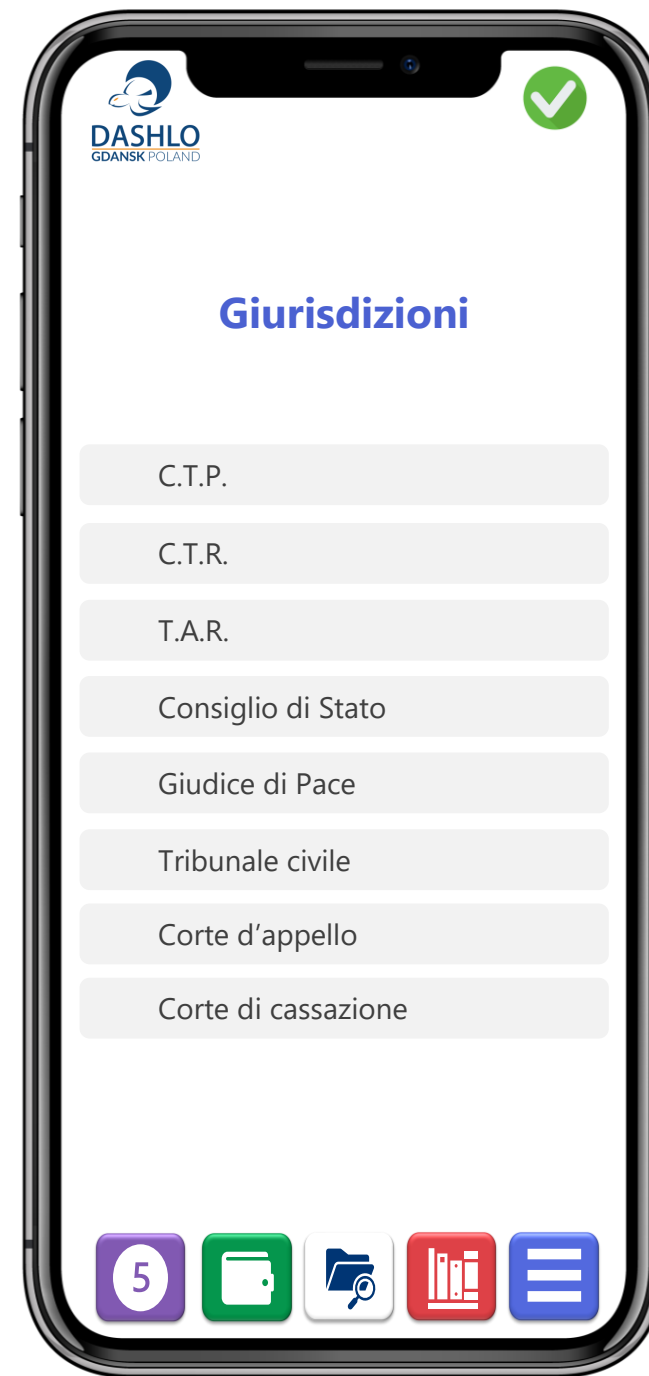 DASHLO
GDANSK POLAND
Giurisdizioni
C.T.P.
C.T.R.
T.A.R.
Consiglio di Stato
Giudice di Pace
Tribunale civile
Corte d’appello
Corte di cassazione
5